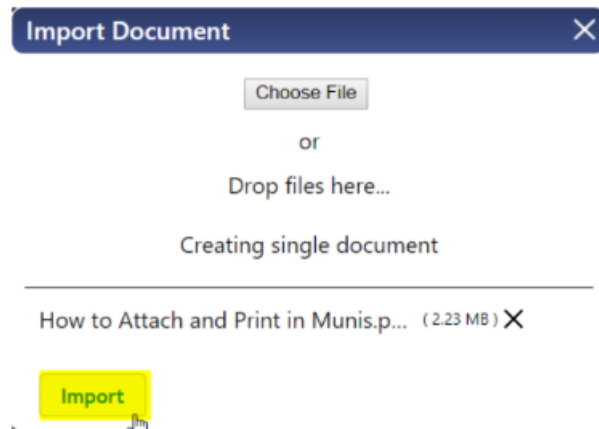 Import Document
Choose File
or
Drop files here...
Creating single document
How to Attach and Print in Munis.p... (2.23 MB)
Import